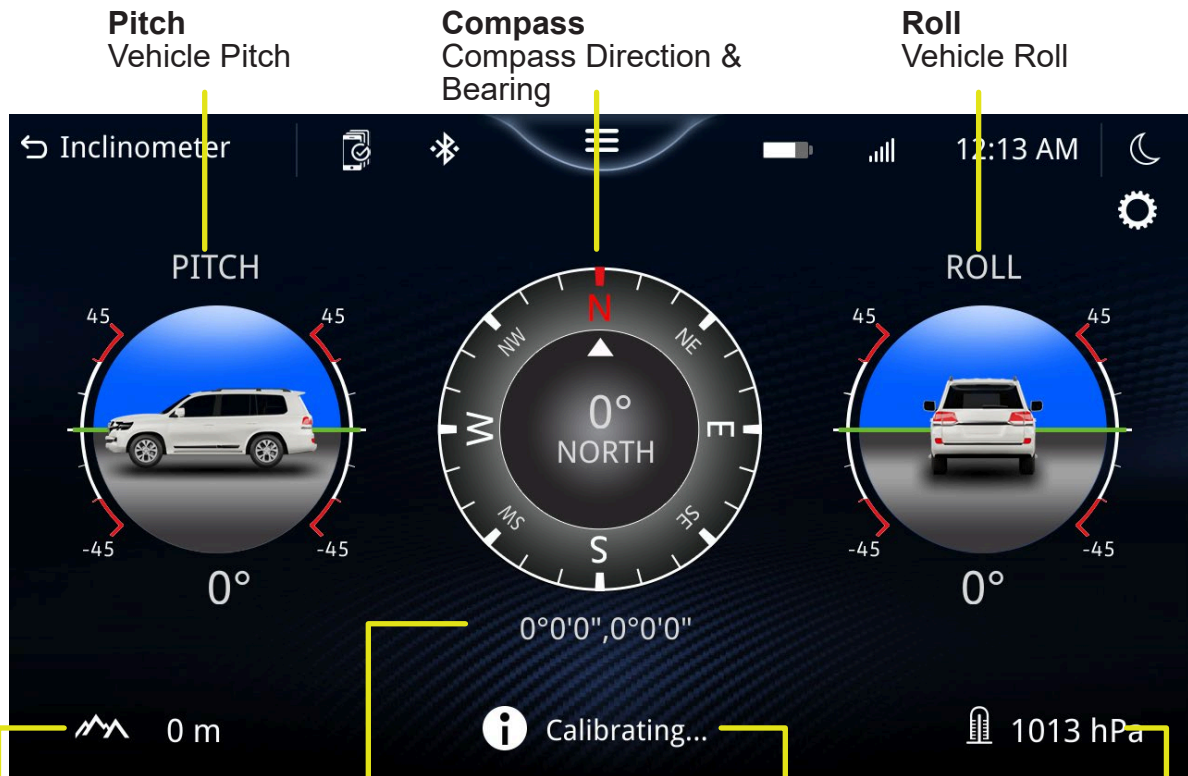 Pitch
Vehicle Pitch
Compass
Compass Direction &
Bearing
Roll
Vehicle Roll
Inclinometer
12:13 AM
PITCH
45
45
-45
-45
0°
N
NE
E
SE
S
SW
W
NW
0°
NORTH
0°0'0",0°0'0"
ROLL
45
45
-45
-45
0°
0 m
i Calibrating...
1013 hPa